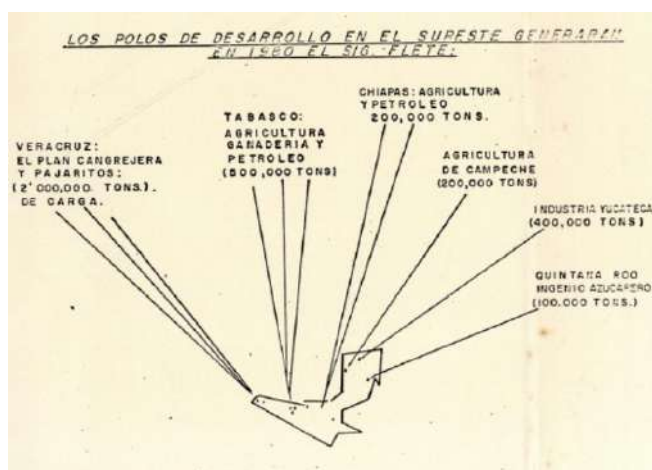 LOS POLOS DE DESARROLLO EN EL SURESTE GENERARAN
EN 1980 EL SIG. FLETE:
VERACRUZ:
EL PLAN CANGREJERA
Y PAJARITOS:
(2'000,000 TONS.).
DE CARGA.
TABASCO:
AGRICULTURA
GANADERIA Y
PETROLEO
(500,000 TONS)
CHIAPAS: AGRICULTURA
Y PETROLEO
200,000 TONS.
AGRICULTURA
DE CAMPECHE
(200,000 TONS)
INDUSTRIA YUCATECA
(400,000 TONS)
QUINTANA ROO
INGENIO AZUCARERO
(100.000 TONS.)